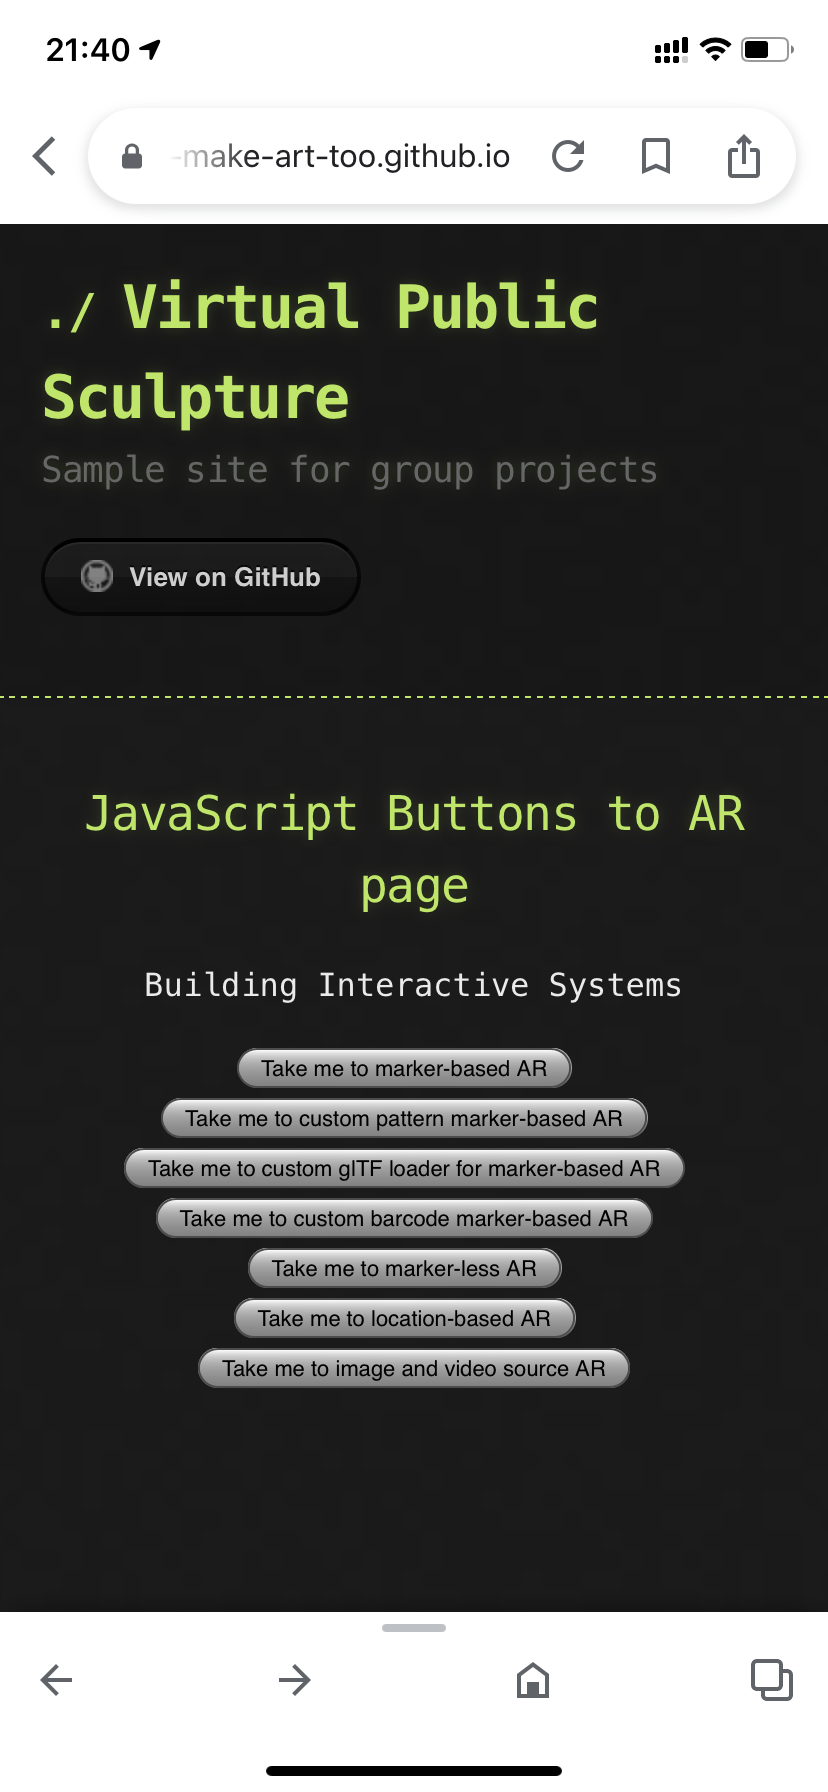 21:40
-make-art-too.github.io
./ Virtual Public
Sculpture
Sample site for group projects
View on GitHub
JavaScript Buttons to AR
page
Building Interactive Systems
Take me to marker-based AR
Take me to custom pattern marker-based AR
Take me to custom glTF loader for marker-based AR
Take me to custom barcode marker-based AR
Take me to marker-less AR
Take me to location-based AR
Take me to image and video source AR